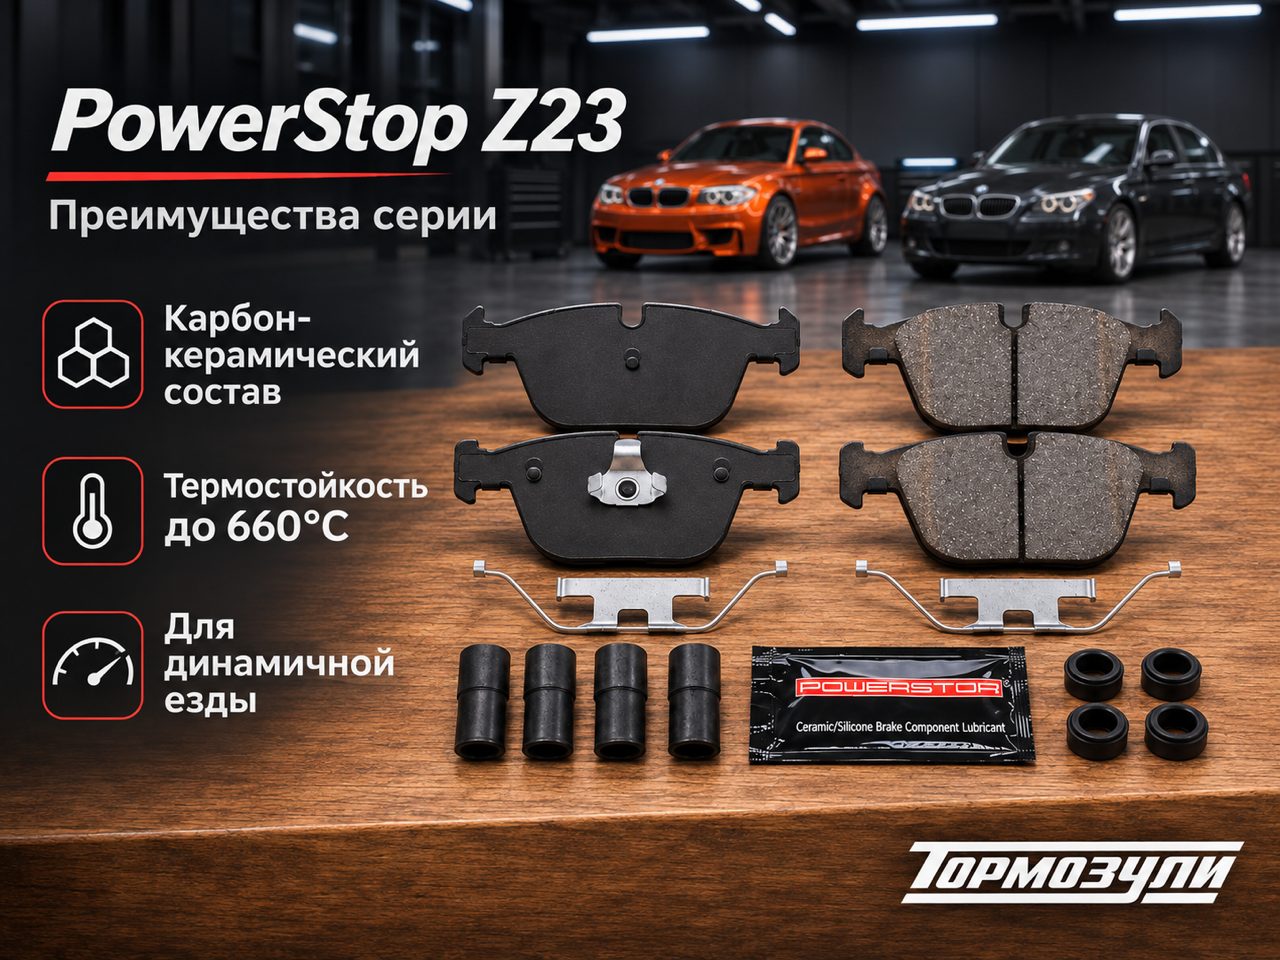 PowerStop Z23
Преимущества серии
Карбон-
керамический
состав
Термостойкость
до 660°C
Для
динамичной
езды
POWERSTOR
Ceramic/Silicone Brake Component Lubricant
ТОРМОЗУЛИ